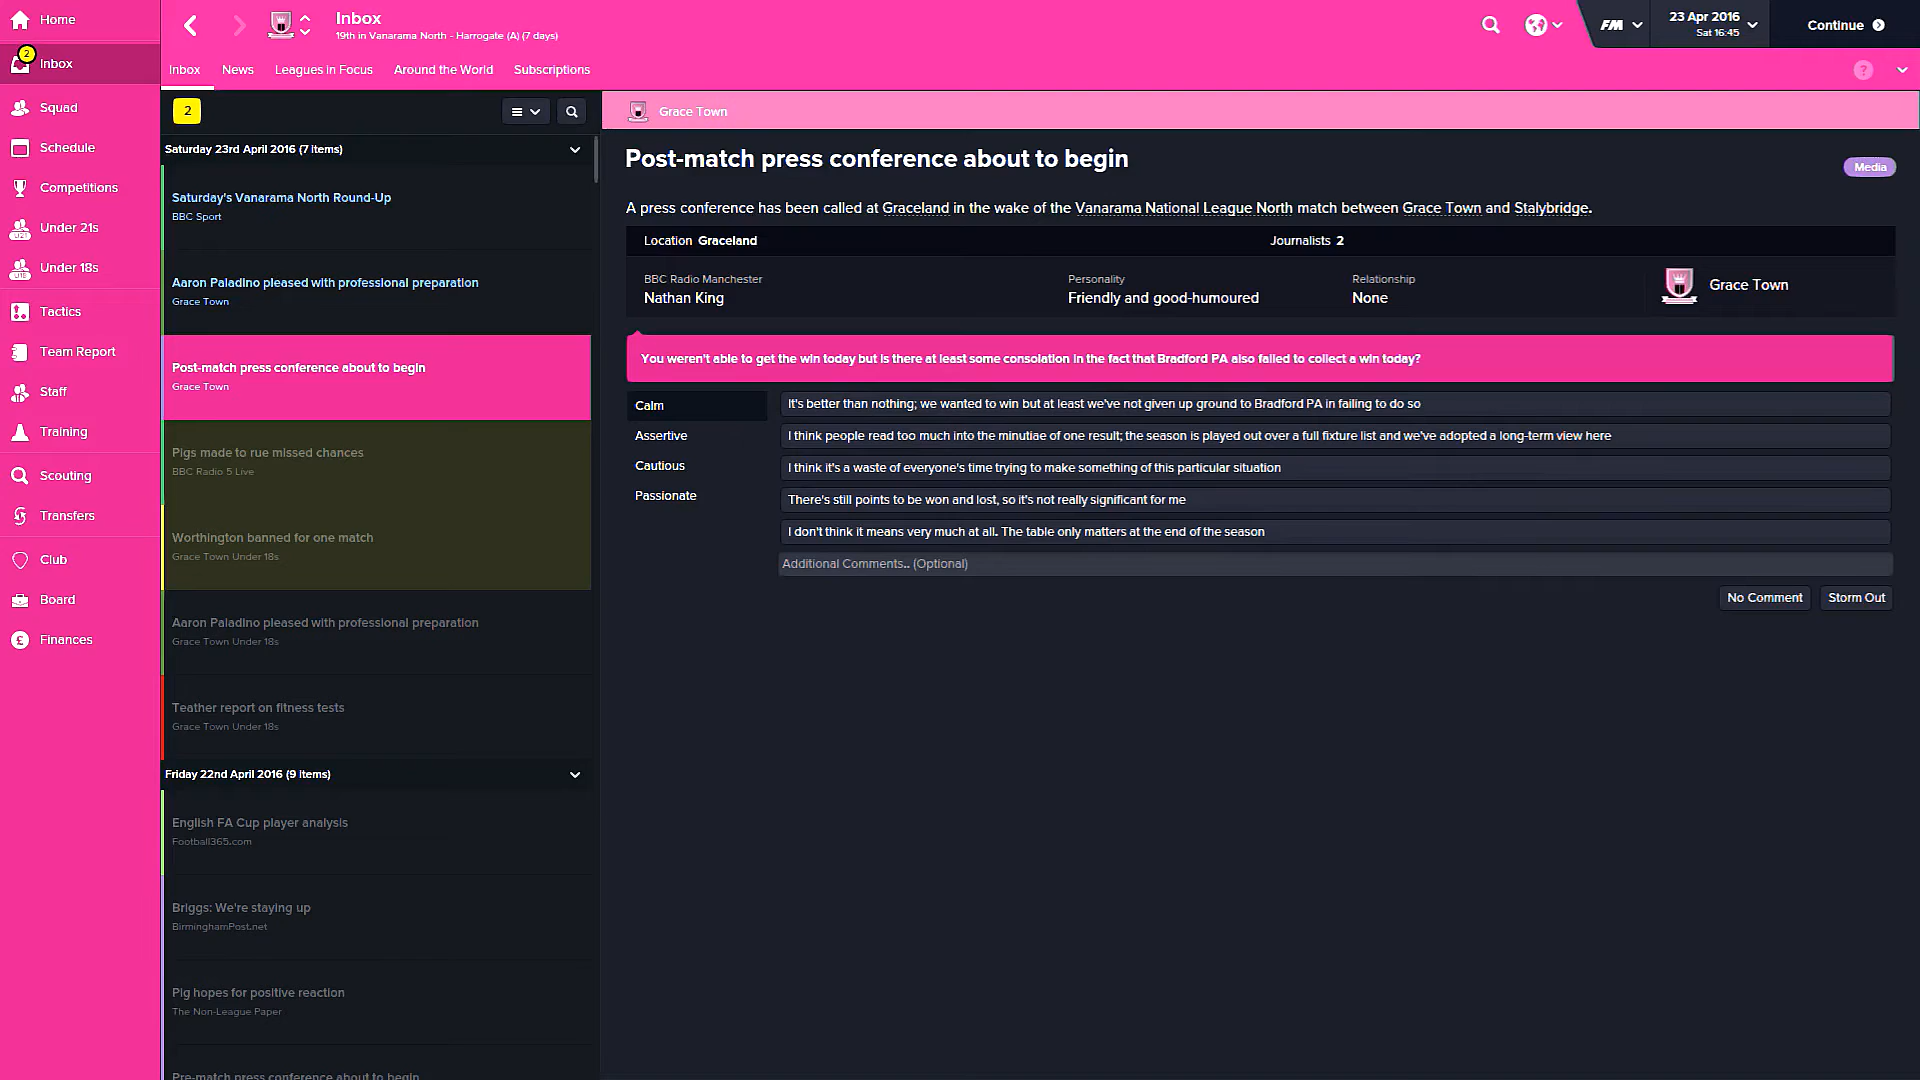 Home
2
Inbox
Squad
Schedule
Competitions
U21
Under 21s
U18
Under 18s
Tactics
Team Report
Staff
Training
Scouting
Transfers
Club
Board
£
Finances
Inbox
19th in Vanarama North - Harrogate (A) (7 days)
FM
23 Apr 2016
Sat 16:45
Continue
Inbox
News
Leagues in Focus
Around the World
Subscriptions
?
2
Saturday 23rd April 2016 (7 Items)
Saturday's Vanarama North Round-Up
BBC Sport
Aaron Paladino pleased with professional preparation
Grace Town
Post-match press conference about to begin
Grace Town
Pigs made to rue missed chances
BBC Radio 5 Live
Worthington banned for one match
Grace Town Under 18s
Aaron Paladino pleased with professional preparation
Grace Town Under 18s
Teather report on fitness tests
Grace Town Under 18s
Friday 22nd April 2016 (9 Items)
English FA Cup player analysis
Football365.com
Briggs: We're staying up
BirminghamPost.net
Pig hopes for positive reaction
The Non-League Paper
Pre-match press conference about to begin
Grace Town
Post-match press conference about to begin
Media
A press conference has been called at Graceland in the wake of the Vanarama National League North match between Grace Town and Stalybridge.
Location Graceland
Journalists 2
BBC Radio Manchester
Nathan King
Personality
Friendly and good-humoured
Relationship
None
Grace Town
You weren't able to get the win today but is there at least some consolation in the fact that Bradford PA also failed to collect a win today?
Calm
Assertive
Cautious
Passionate
It's better than nothing; we wanted to win but at least we've not given up ground to Bradford PA in failing to do so
I think people read too much into the minutiae of one result; the season is played out over a full fixture list and we've adopted a long-term view here
I think it's a waste of everyone's time trying to make something of this particular situation
There's still points to be won and lost, so it's not really significant for me
I don't think it means very much at all. The table only matters at the end of the season
Additional Comments.. (Optional)
No Comment
Storm Out